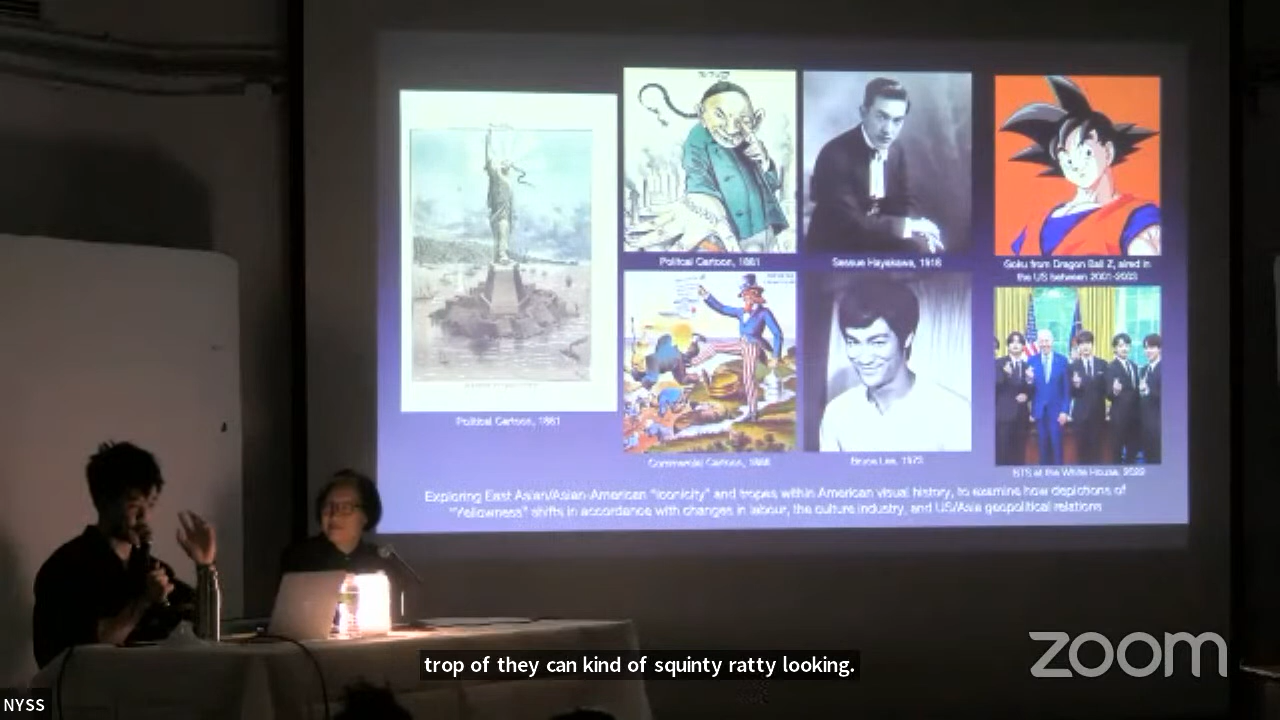 Political Cartoon, 1881
Political Cartoon, 1881
Sessue Hayakawa, 1918
Goku from Dragon Ball Z, aired in
the US between 2001-2003
Commercial Cartoon,
Bruce Lee, 1973
BTS at the White House, 2022
Exploring East Asian/Asian-American "iconicity" and tropes within American visual history, to examine how depictions of
"Yellowness" shifts in accordance with changes in labour, the culture industry, and US/Asia geopolitical relations
trop of they can kind of squinty ratty looking.
zoom
NYSS